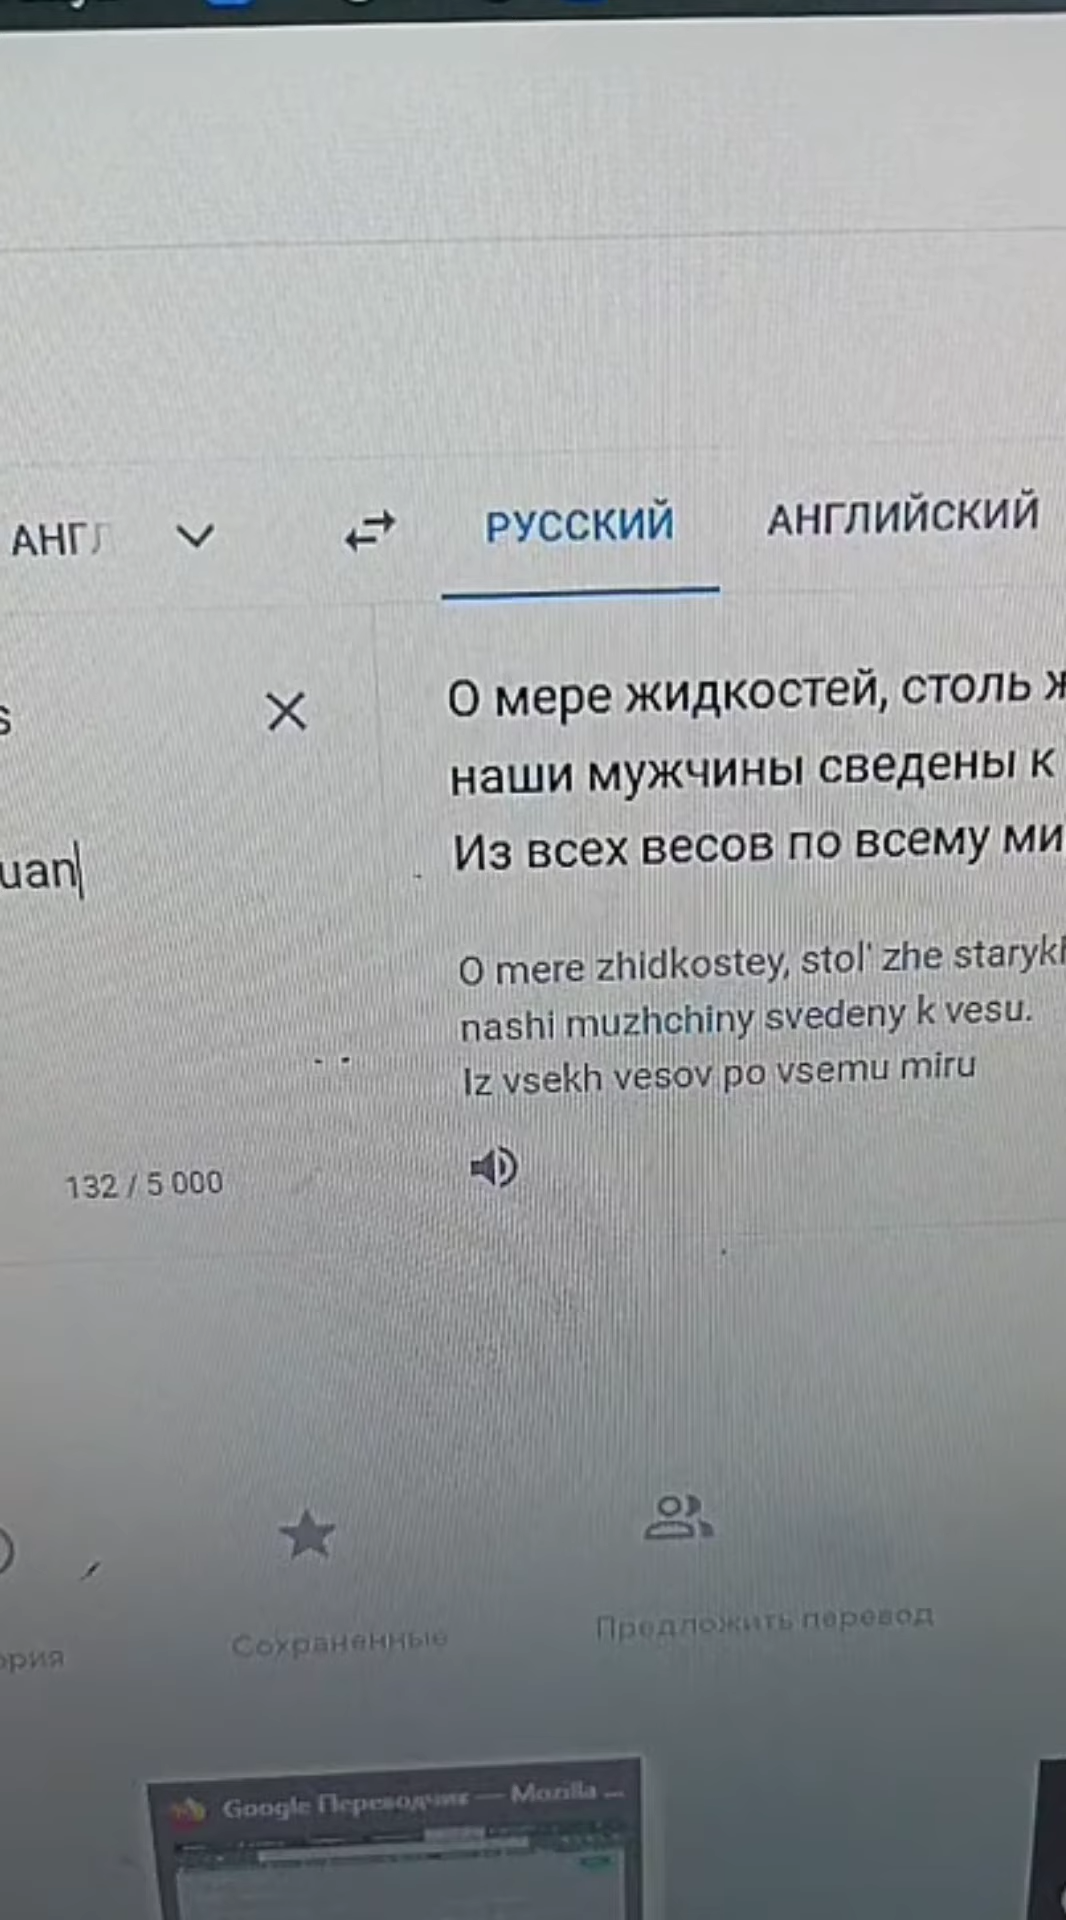 АНГЛ
РУССКИЙ
АНГЛИЙСКИЙ
s
О мере жидкостей, столь ж
наши мужчины сведены к
uan
Из всех весов по всему ми
O mere zhidkostey, stol' zhe starykh
nashi muzhchiny svedeny k vesu.
Iz vsekh vesov po vsemu miru
132 / 5 000
ория
Сохраненные
Предложить перевод
Google Переводчик — Mozilla ...